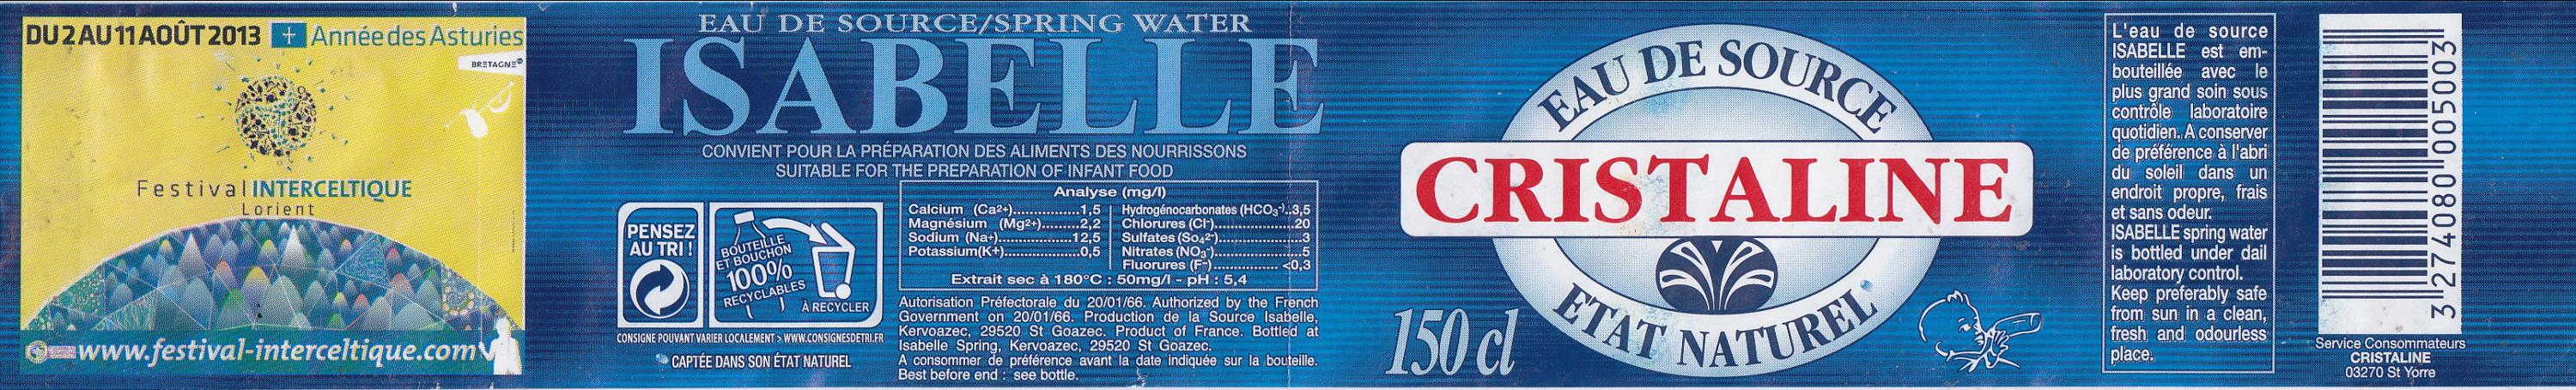 DU 2 AU 11 AOÛT 2013 Année des Asturies
BRETAGNE
Festival INTERCELTIQUE
Lorient
www.festival-interceltique.com
EAU DE SOURCE/SPRING WATER
ISABELLE
CONVIENT POUR LA PRÉPARATION DES ALIMENTS DES NOURRISSONS
SUITABLE FOR THE PREPARATION OF INFANT FOOD
PENSEZ
AU TRI !
BOUTEILLE
ET BOUCHON
100%
RECYCLABLES
À RECYCLER
CONSIGNE POUVANT VARIER LOCALEMENT > WWW.CONSIGNESDETRI.FR
CAPTÉE DANS SON ÉTAT NATUREL
Analyse (mg/l)
Calcium (Ca2+)...............1,5
Magnésium (Mg2+).......2,2
Sodium (Na+)..................12,5
Potassium(K+)..................0,5
Hydrogénocarbonates (HCO3-)..3,5
Chlorures (Cl-)....................20
Sulfates (So42-)....................3
Nitrates (NO3-)......................5
Fluorures (F-)................ <0,3
Extrait sec à 180°C : 50mg/l - pH : 5,4
Autorisation Préfectorale du 20/01/66. Authorized by the French
Government on 20/01/66. Production de la Source Isabelle,
Kervoazec, 29520 St Goazec. Product of France. Bottled at
Isabelle Spring, Kervoazec, 29520 St Goazec.
A consommer de préférence avant la date indiquée sur la bouteille.
Best before end : see bottle.
EAU DE SOURCE
CRISTALINE
ETAT NATUREL
150 cl
L'eau de source
ISABELLE est em-
bouteillée avec le
plus grand soin sous
contrôle laboratoire
quotidien. A conserver
de préférence à l'abri
du soleil dans un
endroit propre, frais
et sans odeur.
ISABELLE spring water
is bottled under dail
laboratory control.
Keep preferably safe
from sun in a clean,
fresh and odourless
place.
3 274080 005003
Service Consommateurs
CRISTALINE
03270 St Yorre